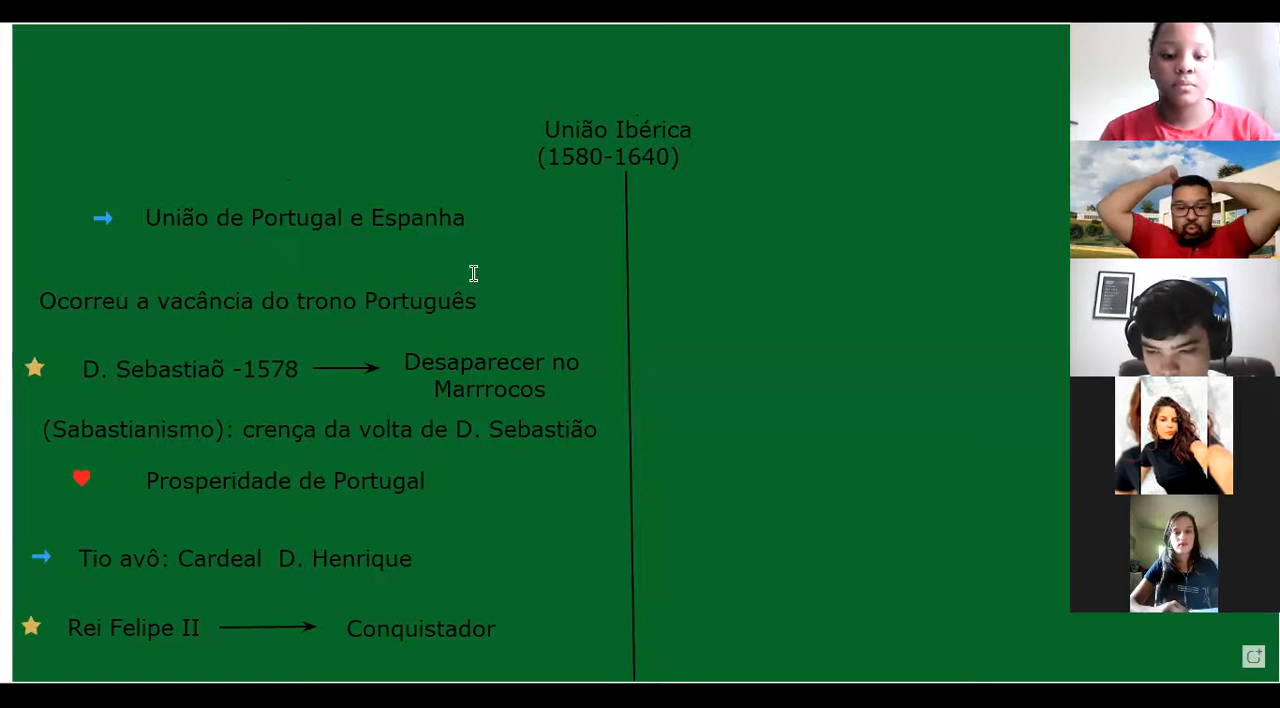 União Ibérica
(1580-1640)
União de Portugal e Espanha
Ocorreu a vacância do trono Português
D. Sebastiaõ -1578
Desaparecer no
Marrrocos
(Sabastianismo): crença da volta de D. Sebastião
Prosperidade de Portugal
Tio avô: Cardeal D. Henrique
Rei Felipe II
Conquistador